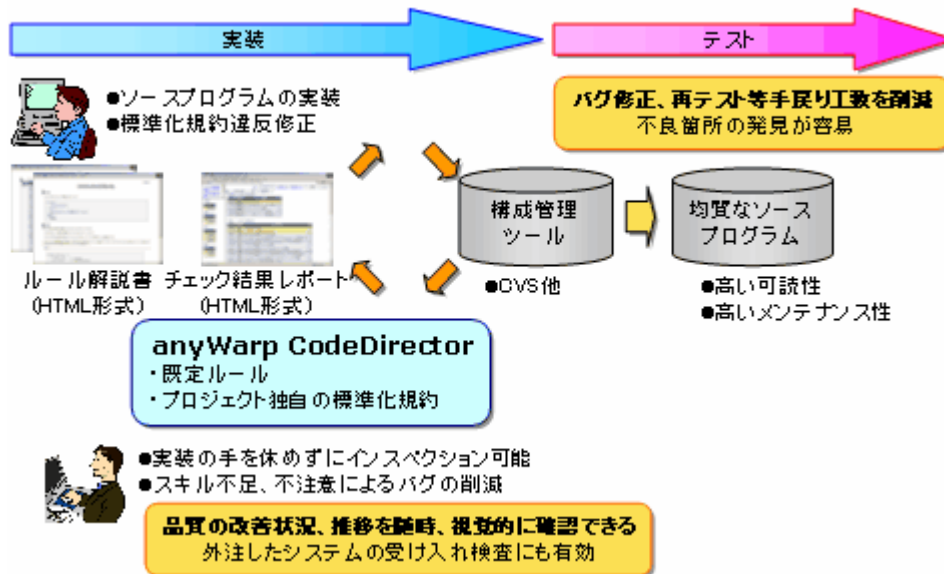 実装
テスト
●ソースプログラムの実装
●標準化規約違反修正
バグ修正、再テスト等手戻り工数を削減
不良箇所の発見が容易
構成管理
ツール
均質なソース
プログラム
ルール解説書
(HTML形式)
チェック結果レポート
(HTML形式)
●CVS他
●高い可読性
●高いメンテナンス性
anyWarp CodeDirector
・既定ルール
・プロジェクト独自の標準化規約
●実装の手を休めずにインスペクション可能
●スキル不足、不注意によるバグの削減
品質の改善状況、推移を随時、視覚的に確認できる
外注したシステムの受け入れ検査にも有効